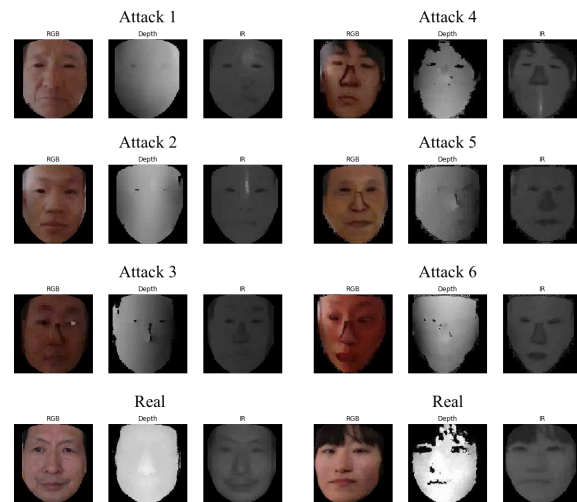 Attack 1
RGB Depth IR
Attack 4
RGB Depth IR
Attack 2
RGB Depth IR
Attack 5
RGB Depth IR
Attack 3
RGB Depth IR
Attack 6
RGB Depth IR
Real
RGB Depth IR
Real
RGB Depth IR